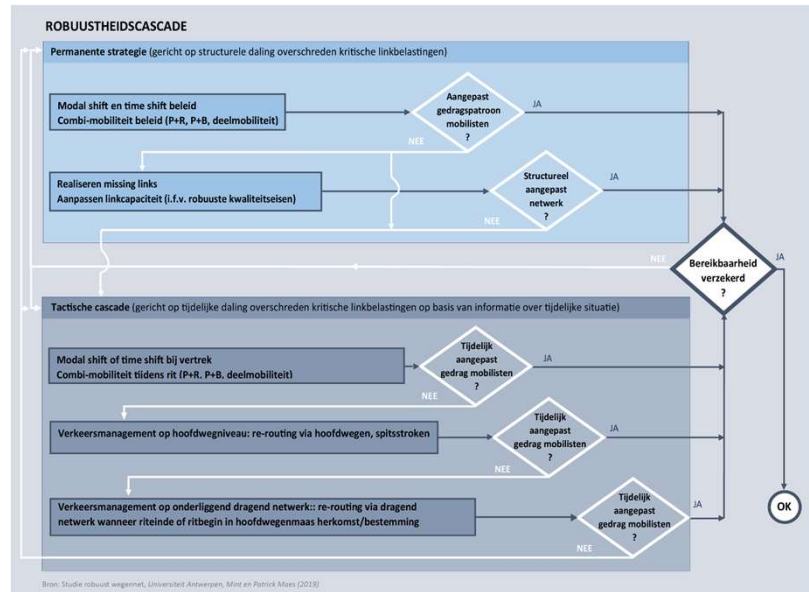 ROBUUSTHEIDSCASCADE
Permanente strategie (gericht op structurele daling overschreden kritische linkbelastingen)
Modal shift en time shift beleid
Combi-mobiliteit beleid (P+R, P+B, deelmobiliteit)
Aangepast
gedragspatroon
mobilisten
?
JA
NEE
Realiseren missing links
Aanpassen linkcapaciteit (i.f.v. robuuste kwaliteitseisen)
Structureel
aangepast
netwerk
?
JA
NEE
Bereikbaarheid
verzekerd
?
NEE
JA
Tactische cascade (gericht op tijdelijke daling overschreden kritische linkbelastingen op basis van informatie over tijdelijke situatie)
Modal shift of time shift bij vertrek
Combi-mobiliteit tijdens rit (P+R, P+B, deelmobiliteit)
Tijdelijk
aangepast
gedrag mobilisten
?
JA
NEE
Verkeersmanagement op hoofdwegniveau: re-routing via hoofdwegen, spitsstroken
Tijdelijk
aangepast
gedrag mobilisten
?
JA
NEE
Verkeersmanagement op onderliggend dragend netwerk:: re-routing via dragend
netwerk wanneer riteinde of ritbegin in hoofdwegenmaas herkomst/bestemming
Tijdelijk
aangepast
gedrag mobilisten
?
JA
NEE
OK
Bron: Studie robuust wegennet, Universiteit Antwerpen, Mint en Patrick Maes (2019)